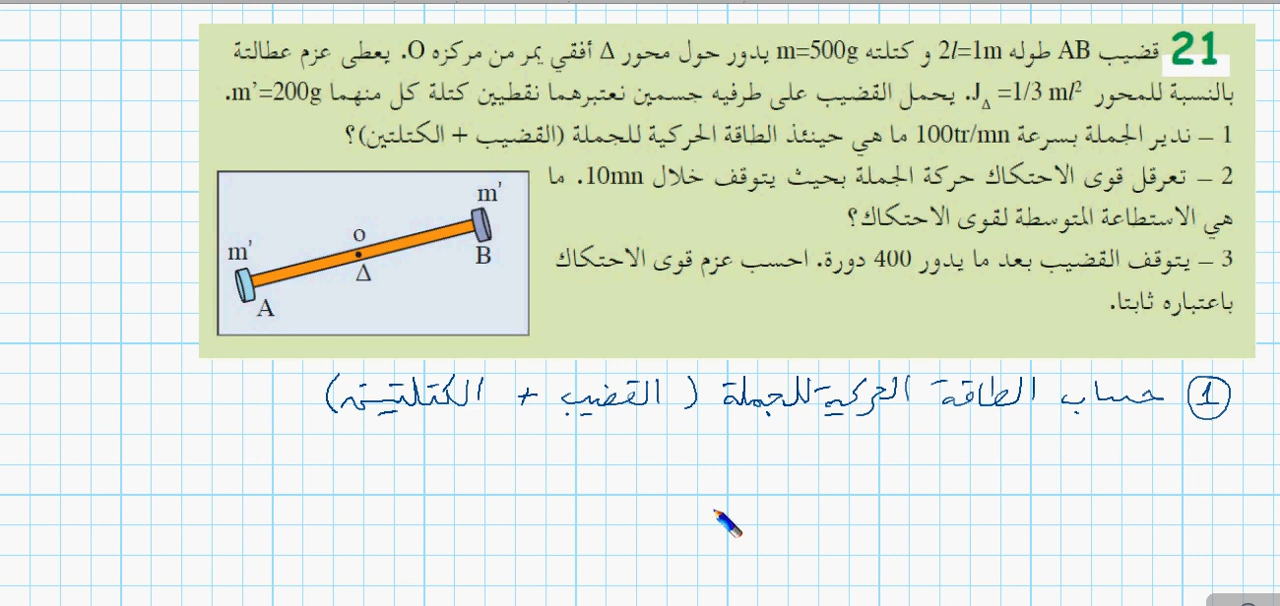 21 قضيب AB طوله 2l=1m و كتلته m=500g يدور حول محور Δ أفقي يمر من مركزه O. يعطى عزم عطالتة
بالنسبة للمحور J_Δ =1/3 ml². يحمل القضيب على طرفيه جسمين نعتبرهما نقطيين كتلة كل منهما m’=200g.
1 – ندير الجملة بسرعة 100tr/mn ما هي حينئذ الطاقة الحركية للجملة (القضيب + الكتلتين)؟
2 – تعرقل قوى الاحتكاك حركة الجملة بحيث يتوقف خلال 10mn. ما
هي الاستطاعة المتوسطة لقوى الاحتكاك؟
3 – يتوقف القضيب بعد ما يدور 400 دورة. احسب عزم قوى الاحتكاك
باعتباره ثابتا.
m'
B
o
Δ
m'
A
1 حساب الطاقة الحركية للجملة ( القضيب + الكتلتين)